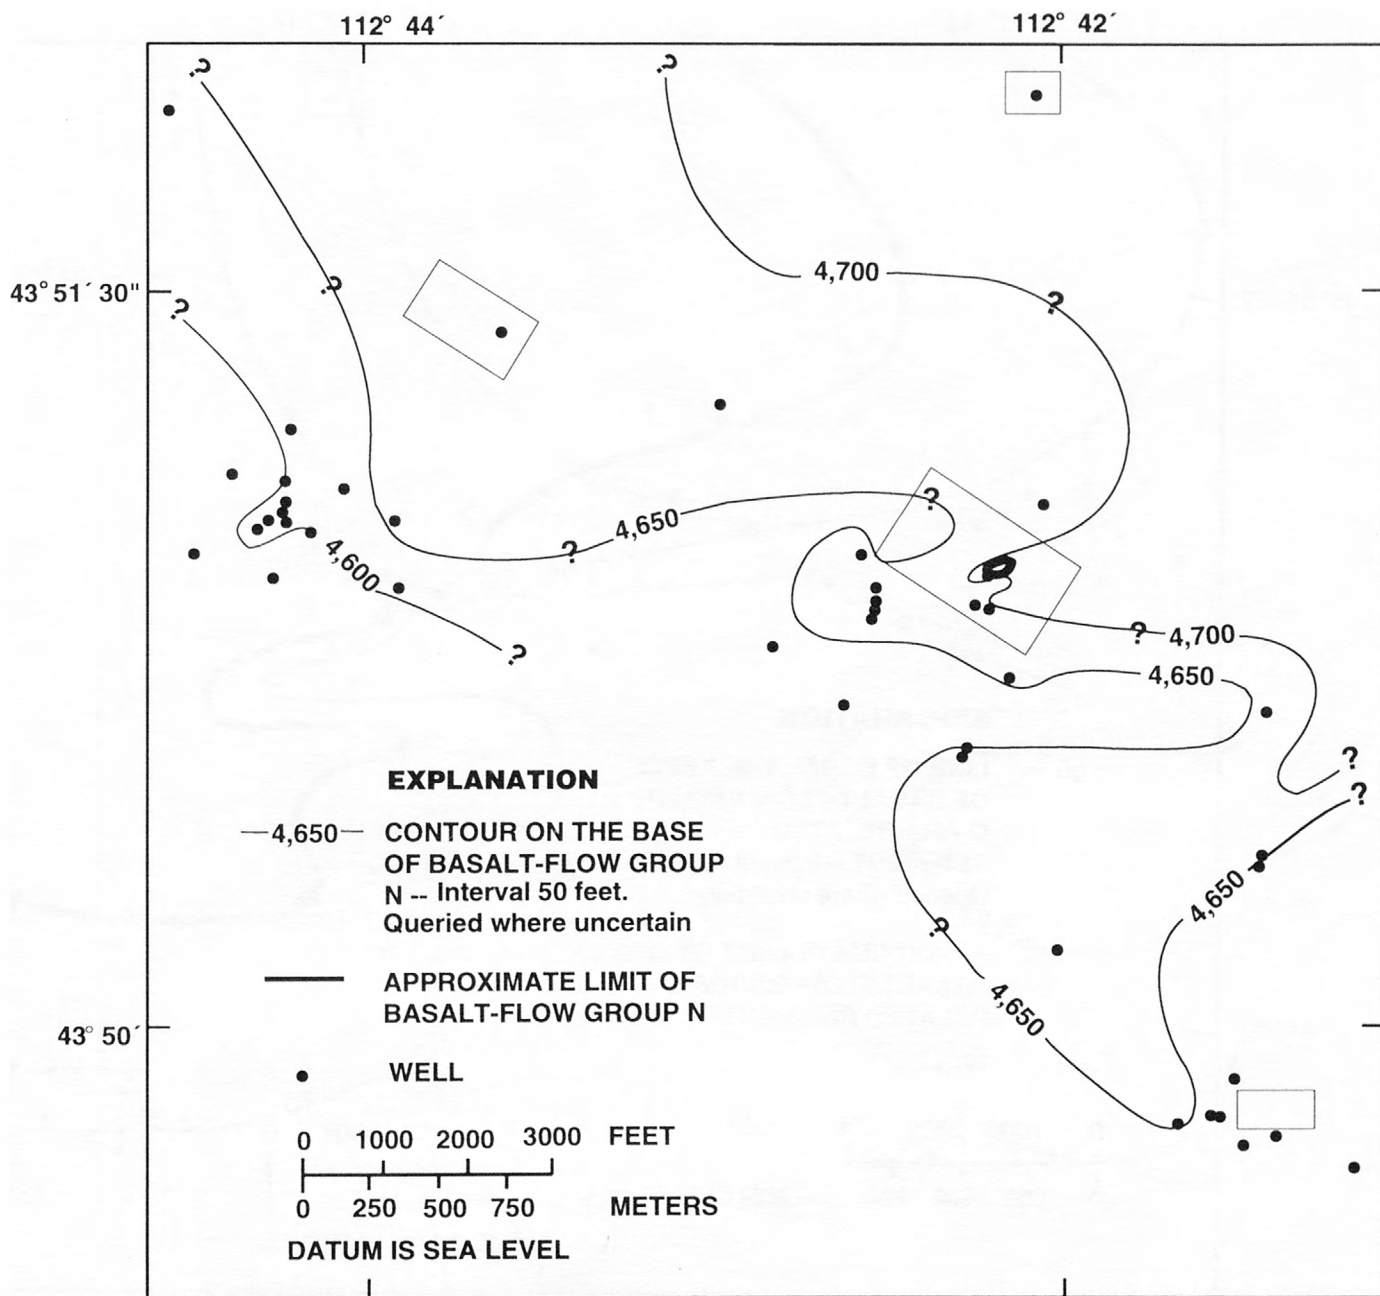 112° 44´
112° 42´
?
?
4,700
43° 51´ 30"
?
?
?
?
4,650
?
4,600
?
4,700
?
4,650
?
?
EXPLANATION
—4,650— CONTOUR ON THE BASE
OF BASALT-FLOW GROUP
N -- Interval 50 feet.
Queried where uncertain
4,650
?
APPROXIMATE LIMIT OF
BASALT-FLOW GROUP N
4,650
43° 50´
WELL
0 1000 2000 3000 FEET
0 250 500 750 METERS
DATUM IS SEA LEVEL